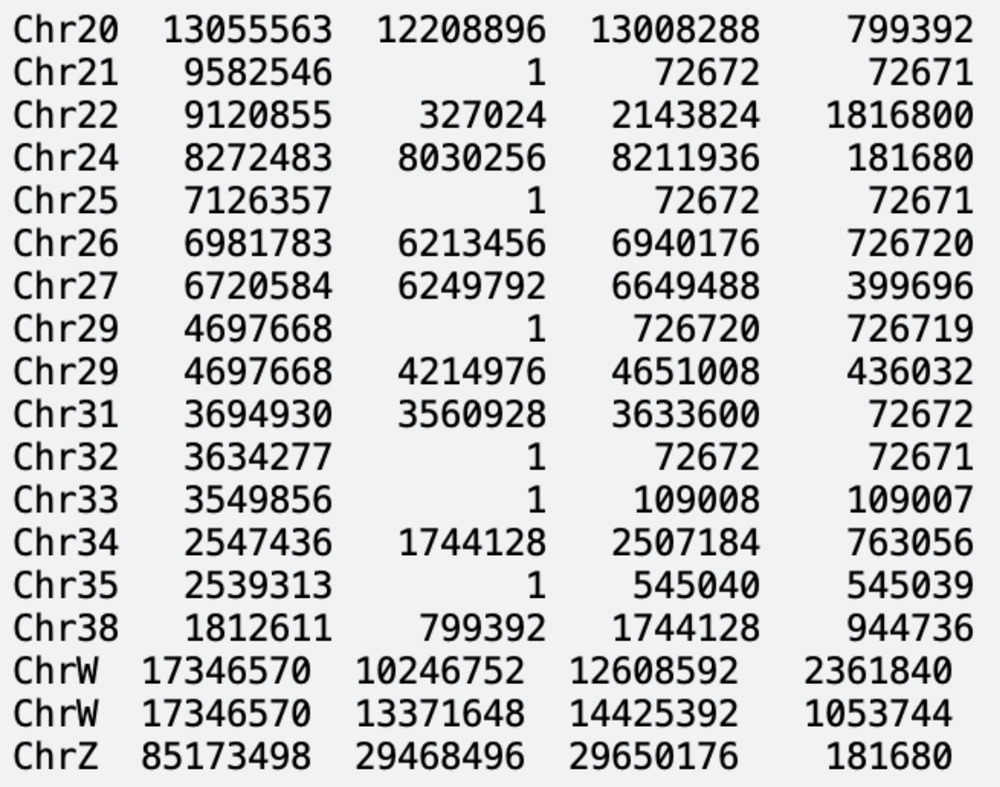 Chr20 13055563 12208896 13008288 799392
Chr21 9582546 1 72672 72671
Chr22 9120855 327024 2143824 1816800
Chr24 8272483 8030256 8211936 181680
Chr25 7126357 1 72672 72671
Chr26 6981783 6213456 6940176 726720
Chr27 6720584 6249792 6649488 399696
Chr29 4697668 1 726720 726719
Chr29 4697668 4214976 4651008 436032
Chr31 3694930 3560928 3633600 72672
Chr32 3634277 1 72672 72671
Chr33 3549856 1 109008 109007
Chr34 2547436 1744128 2507184 763056
Chr35 2539313 1 545040 545039
Chr38 1812611 799392 1744128 944736
ChrW 17346570 10246752 12608592 2361840
ChrW 17346570 13371648 14425392 1053744
ChrZ 85173498 29468496 29650176 181680